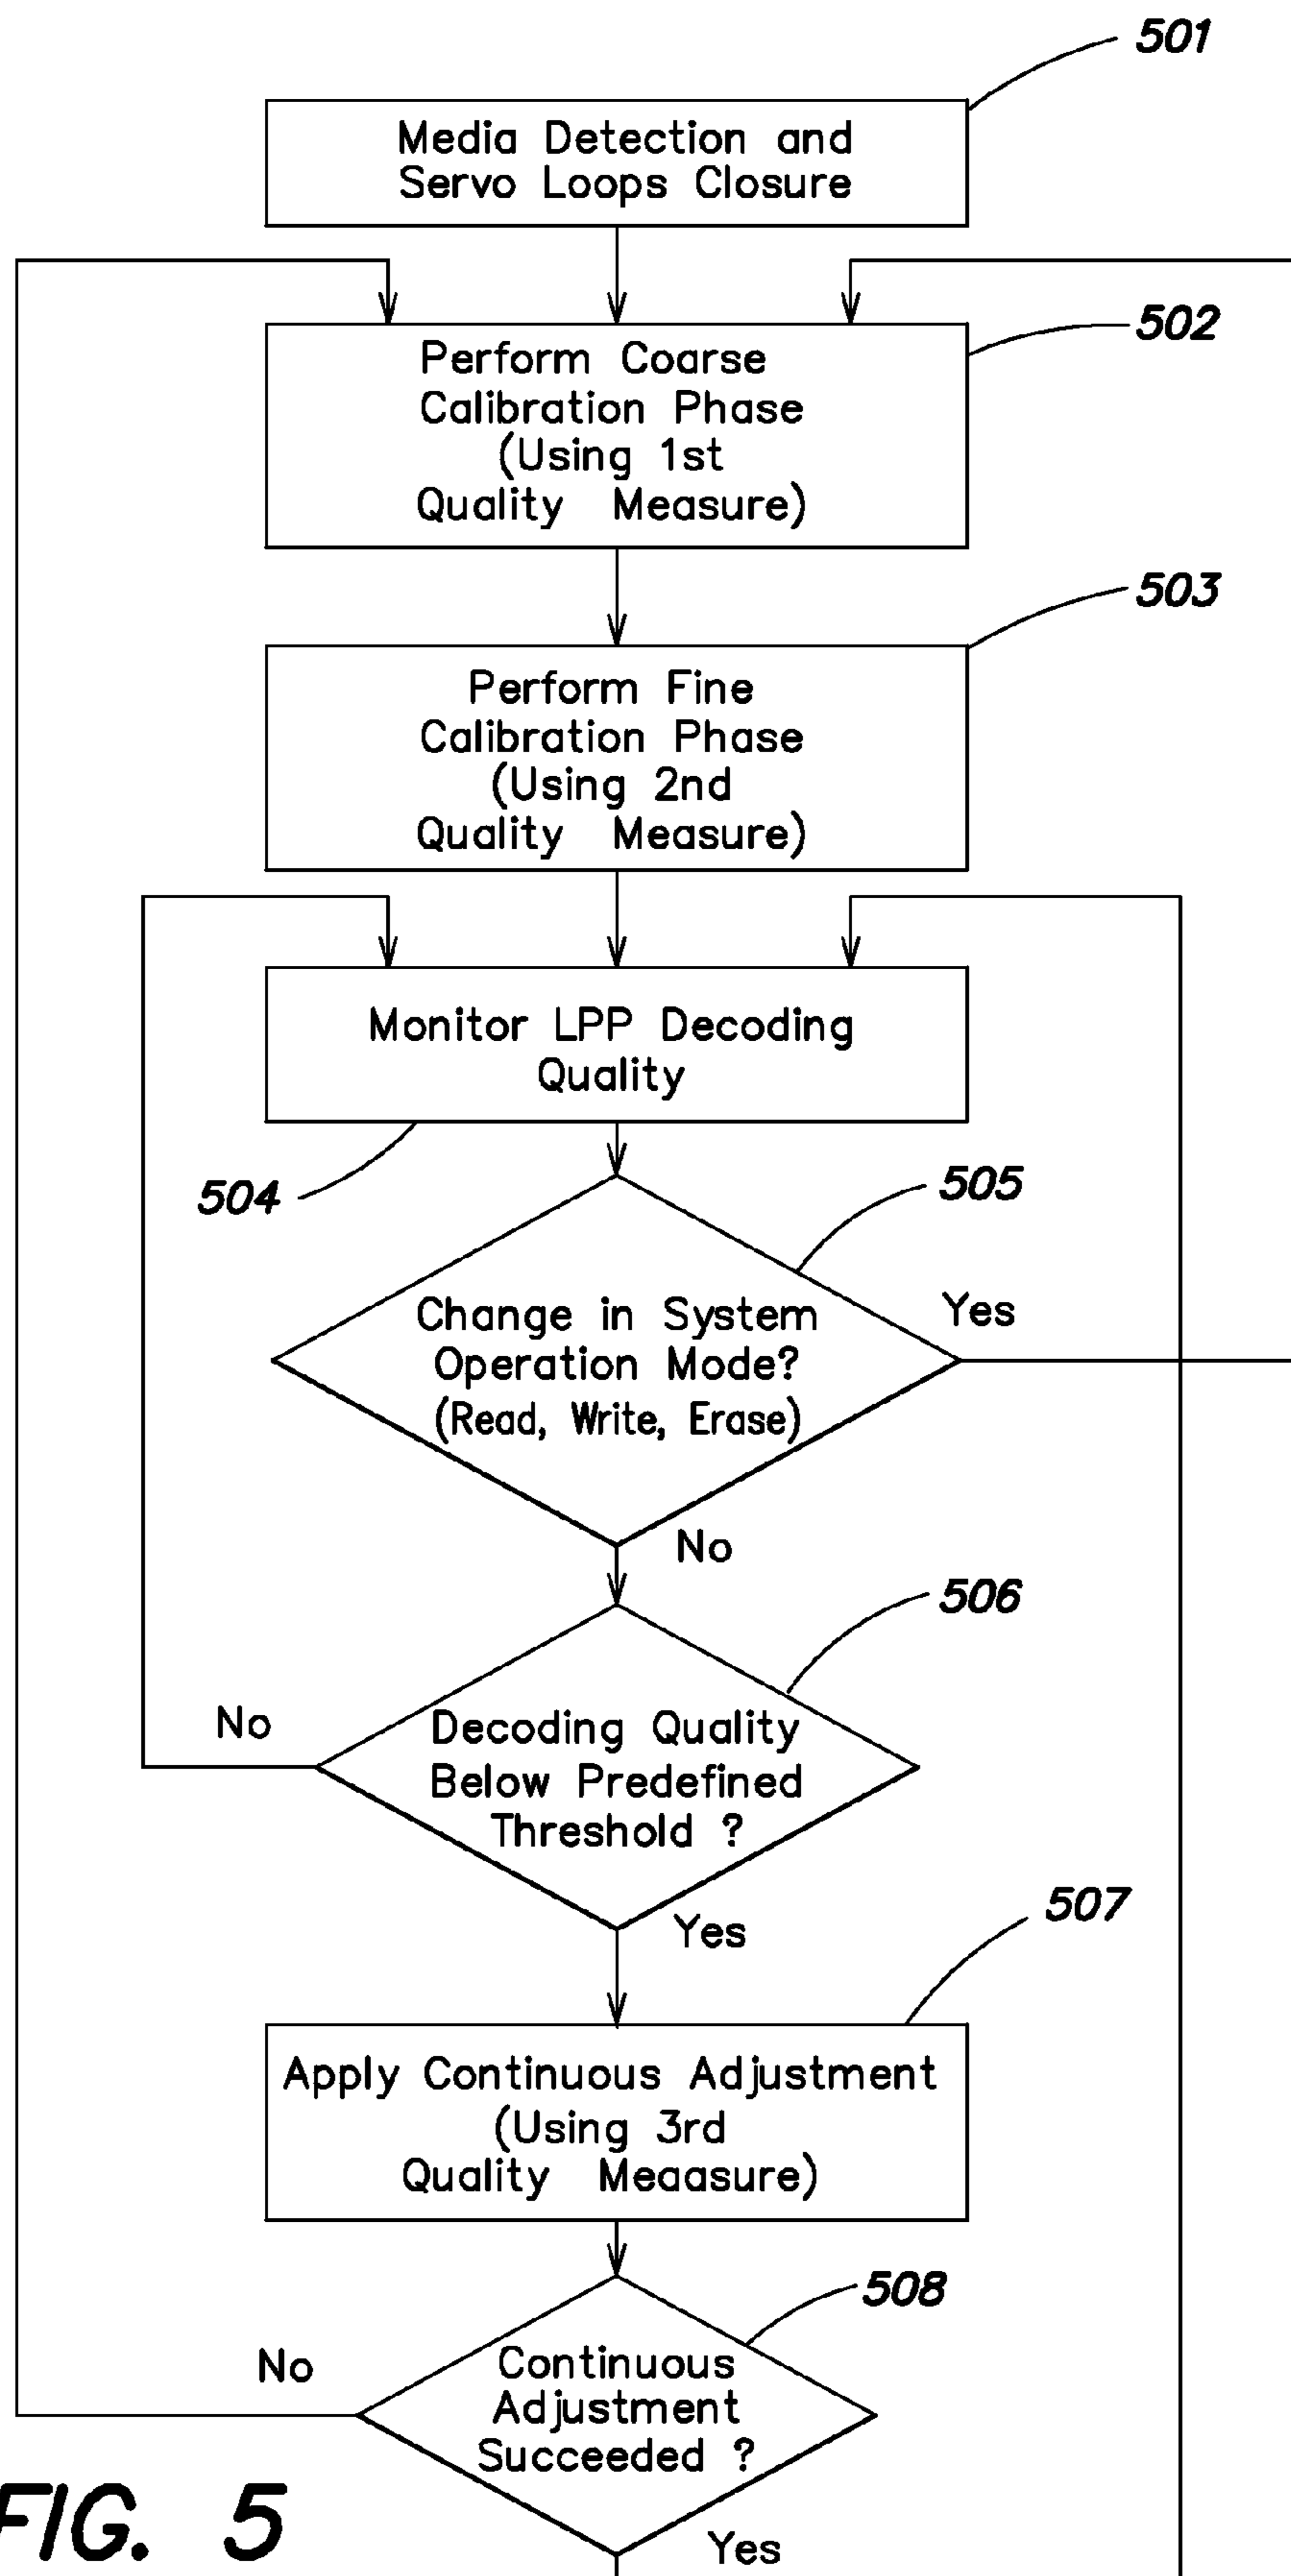 501
Media Detection and
Servo Loops Closure
502
Perform Coarse
Calibration Phase
(Using 1st
Quality Measure)
503
Perform Fine
Calibration Phase
(Using 2nd
Quality Measure)
Monitor LPP Decoding
Quality
504
505
Change in System
Operation Mode?
(Read, Write, Erase)
Yes
No
506
Decoding Quality
Below Predefined
Threshold ?
No
Yes
507
Apply Continuous Adjustment
(Using 3rd
Quality Meaasure)
508
Continuous
Adjustment
Succeeded ?
No
Yes
FIG. 5